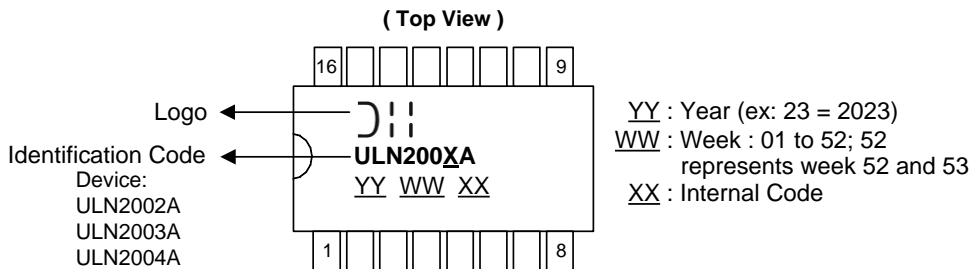 ( Top View )
16 9
Logo
Identification Code
Device:
ULN2002A
ULN2003A
ULN2004A
ULN200XA
YY WW XX
1 8
YY : Year (ex: 23 = 2023)
WW : Week : 01 to 52; 52
represents week 52 and 53
XX : Internal Code